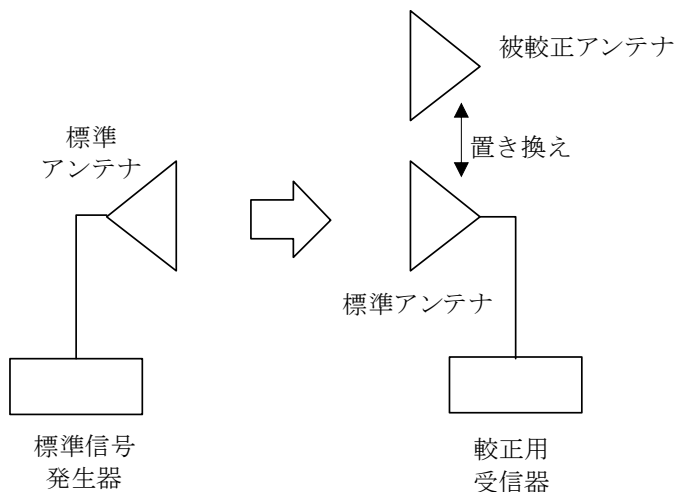 被較正アンテナ
置き換え
標準
アンテナ
標準アンテナ
標準信号
発生器
較正用
受信器